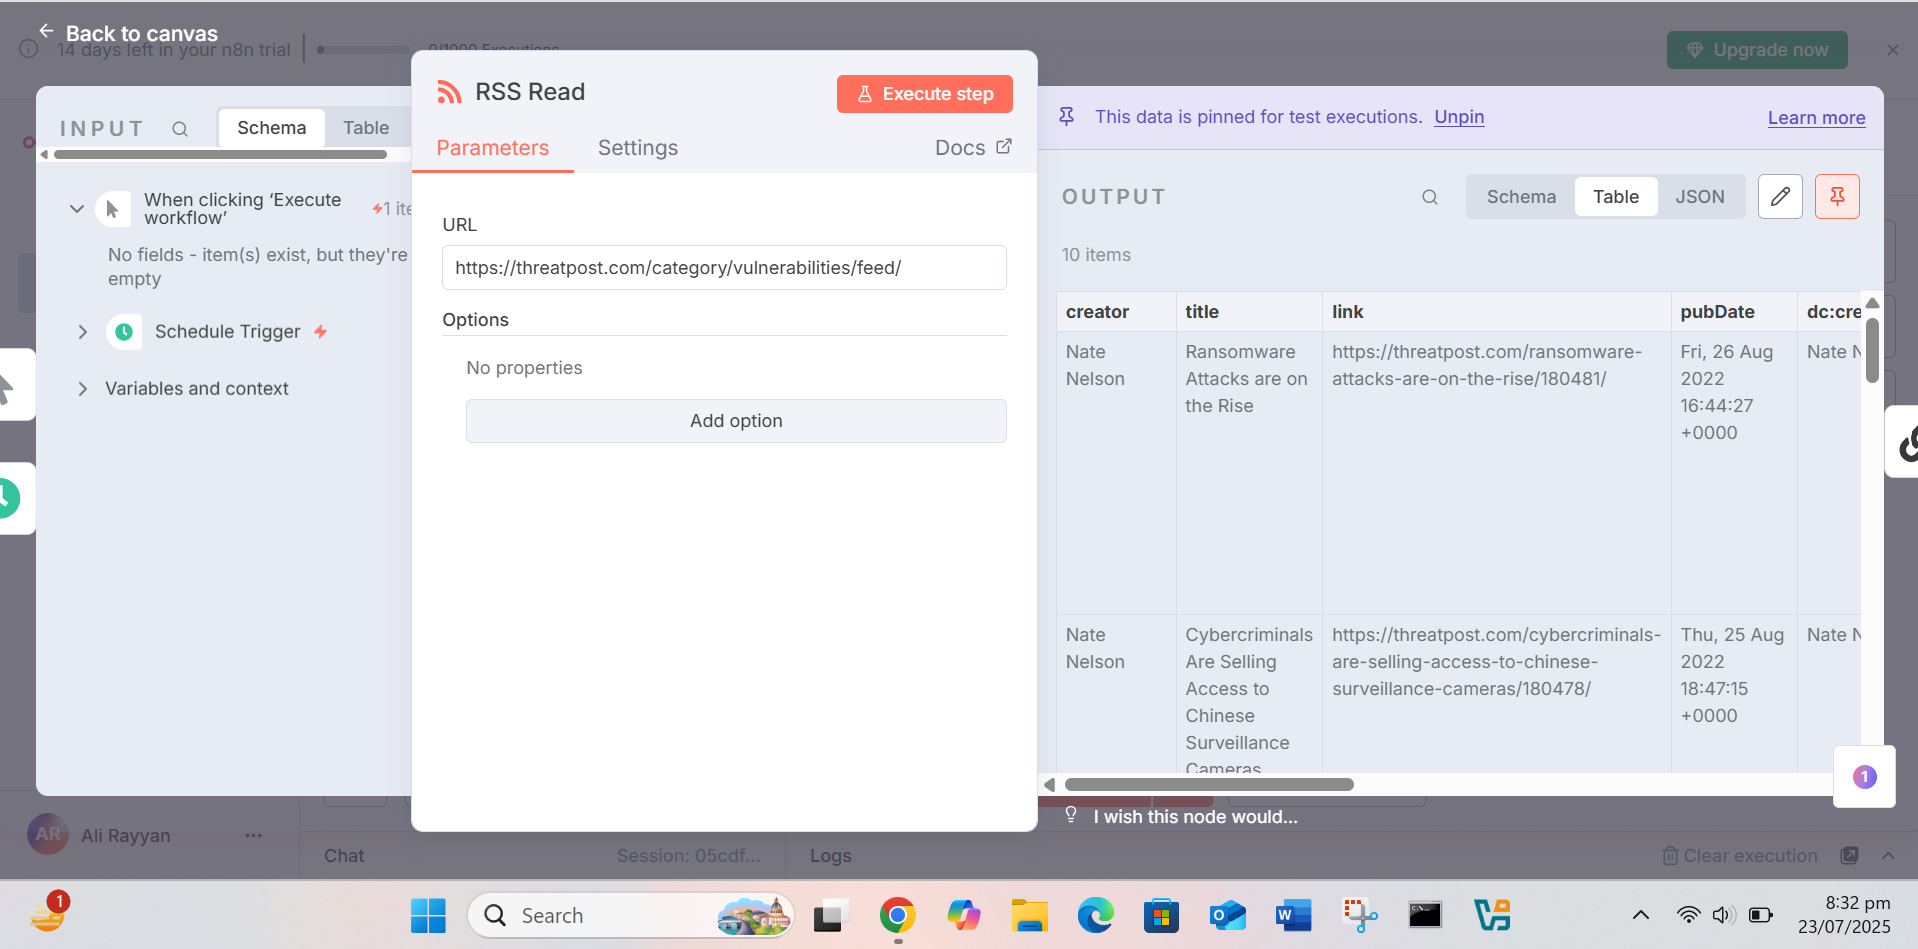 Back to canvas
14 days left in your n8n trial
0/1000 Executions
Upgrade now
INPUT
Schema
Table
When clicking ‘Execute
workflow’
1 ite
No fields - item(s) exist, but they're
empty
Schedule Trigger
Variables and context
RSS Read
Execute step
Parameters
Settings
Docs
URL
https://threatpost.com/category/vulnerabilities/feed/
Options
No properties
Add option
This data is pinned for test executions. Unpin
Learn more
OUTPUT
Schema
Table
JSON
10 items
creator title link pubDate dc:cre
Nate
Nelson
Ransomware
Attacks are on
the Rise
https://threatpost.com/ransomware-
attacks-are-on-the-rise/180481/
Fri, 26 Aug
2022
16:44:27
+0000
Nate N
Nate
Nelson
Cybercriminals
Are Selling
Access to
Chinese
Surveillance
Cameras
https://threatpost.com/cybercriminals-
are-selling-access-to-chinese-
surveillance-cameras/180478/
Thu, 25 Aug
2022
18:47:15
+0000
Nate N
1
I wish this node would...
AR
Ali Rayyan
Chat
Session: 05cdf...
Logs
Clear execution
1
Search
8:32 pm
23/07/2025